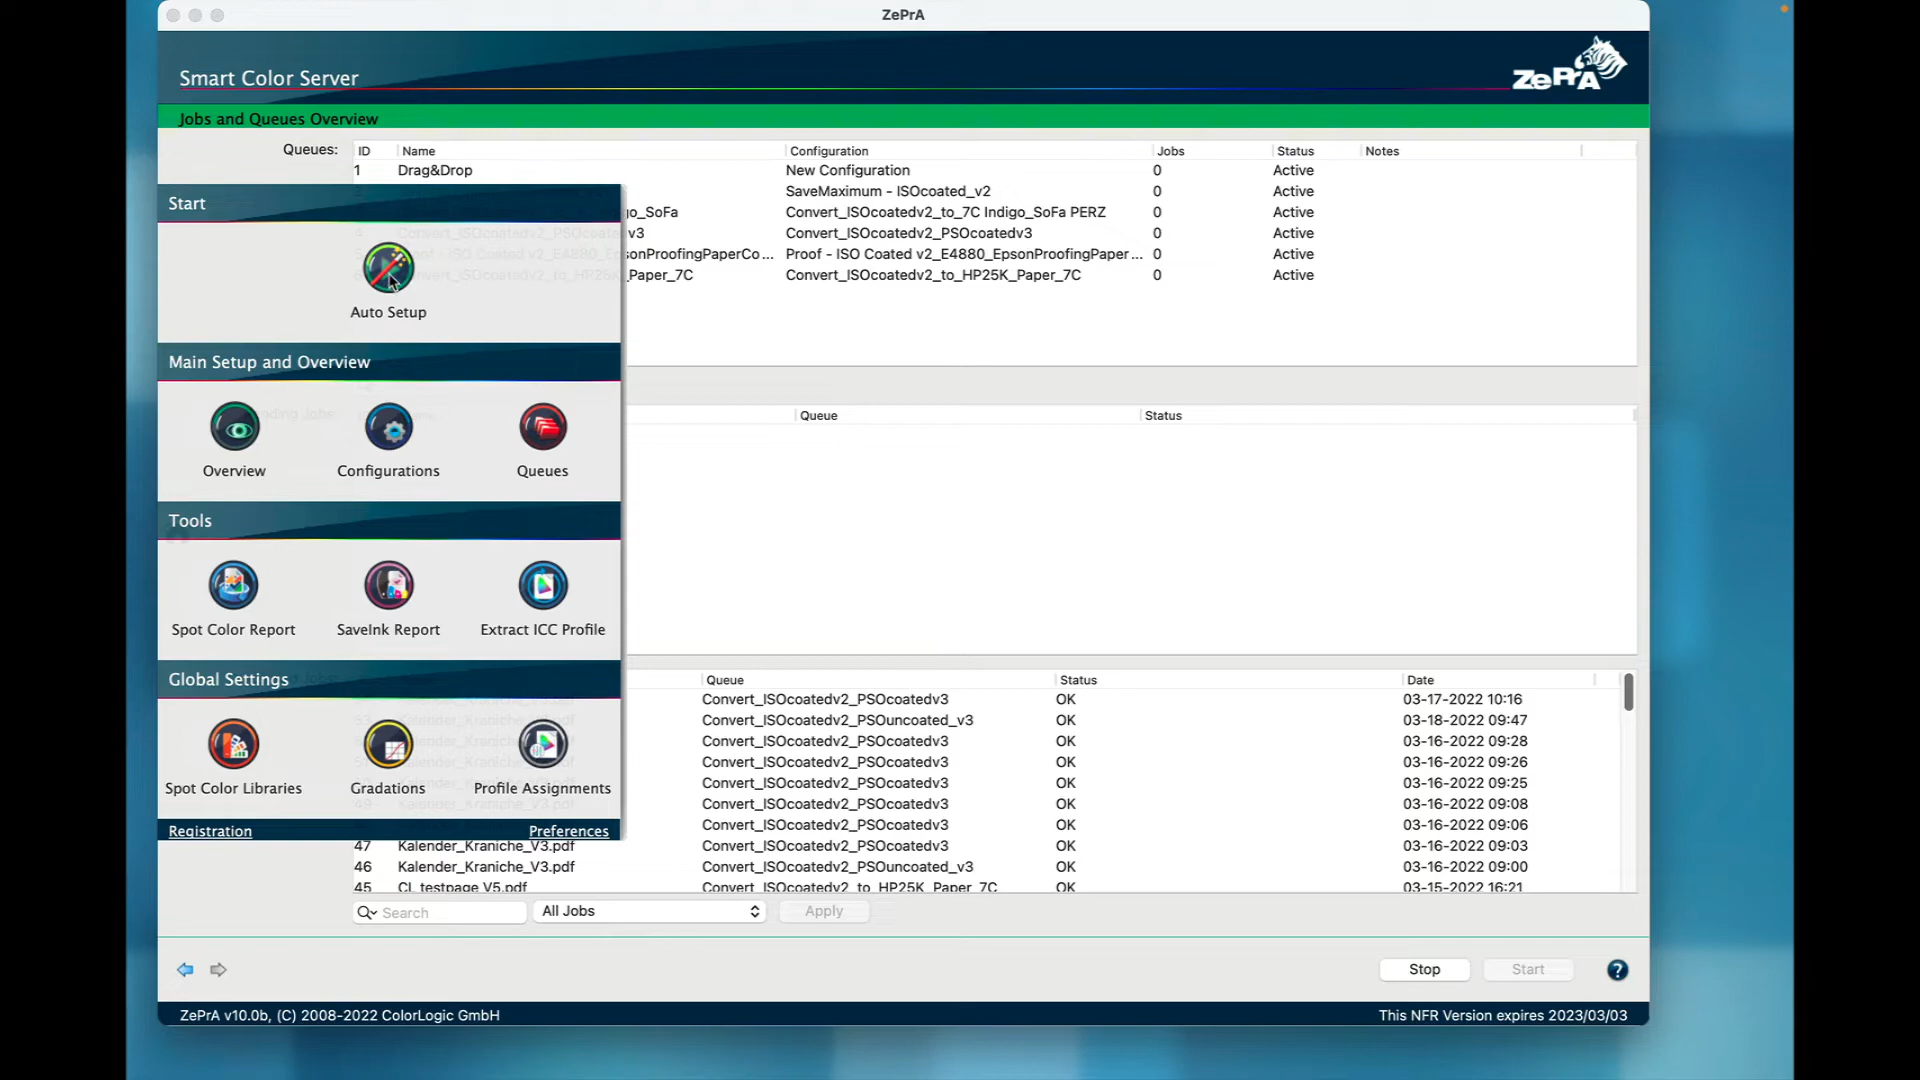 ZePrA
Smart Color Server
ZePrA
Jobs and Queues Overview
Queues:
ID Name Configuration Jobs Status Notes
1 Drag&Drop New Configuration 0 Active
SaveMaximum - ISOcoated_v2 0 Active
go_SoFa Convert_ISOcoatedv2_to_7C Indigo_SoFa PERZ 0 Active
Convert_ISOcoatedv2_PSOcoatedv3 Convert_ISOcoatedv2_PSOcoatedv3 0 Active
Proof - ISO Coated v2_E4880_EpsonProofingPaperCo ... Proof - ISO Coated v2_E4880_EpsonProofingPaper ... 0 Active
_Paper_7C Convert_ISOcoatedv2_to_HP25K_Paper_7C 0 Active
Start
Auto Setup
Main Setup and Overview
Overview Configurations Queues
Tools
Spot Color Report SaveInk Report Extract ICC Profile
Global Settings
Spot Color Libraries Gradations Profile Assignments
Registration Preferences
Queue Status
Queue Status Date
Convert_ISOcoatedv2_PSOcoatedv3 OK 03-17-2022 10:16
Convert_ISOcoatedv2_PSOuncoated_v3 OK 03-18-2022 09:47
Convert_ISOcoatedv2_PSOcoatedv3 OK 03-16-2022 09:28
Convert_ISOcoatedv2_PSOcoatedv3 OK 03-16-2022 09:26
Convert_ISOcoatedv2_PSOcoatedv3 OK 03-16-2022 09:25
Convert_ISOcoatedv2_PSOcoatedv3 OK 03-16-2022 09:08
Convert_ISOcoatedv2_PSOcoatedv3 OK 03-16-2022 09:06
47 Kalender_Kraniche_V3.pdf Convert_ISOcoatedv2_PSOcoatedv3 OK 03-16-2022 09:03
46 Kalender_Kraniche_V3.pdf Convert_ISOcoatedv2_PSOuncoated_v3 OK 03-16-2022 09:00
45 CL testpage V5.pdf Convert_ISOcoatedv2_to_HP25K_Paper_7C OK 03-15-2022 16:21
Search All Jobs Apply
Stop Start ?
ZePrA v10.0b, (C) 2008-2022 ColorLogic GmbH This NFR Version expires 2023/03/03